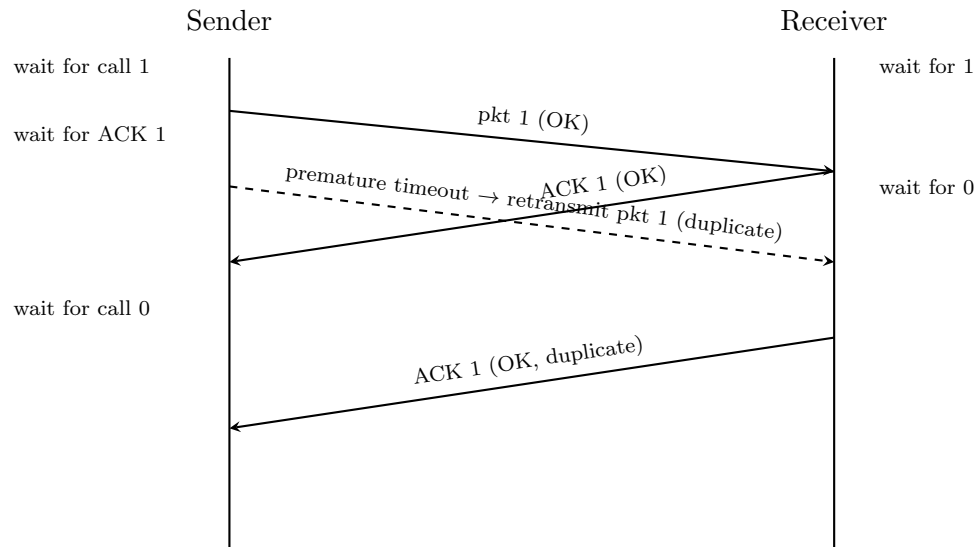 Sender
Receiver
wait for call 1
wait for 1
pkt 1 (OK)
wait for ACK 1
ACK 1 (OK)
premature timeout → retransmit pkt 1 (duplicate)
wait for 0
wait for call 0
ACK 1 (OK, duplicate)